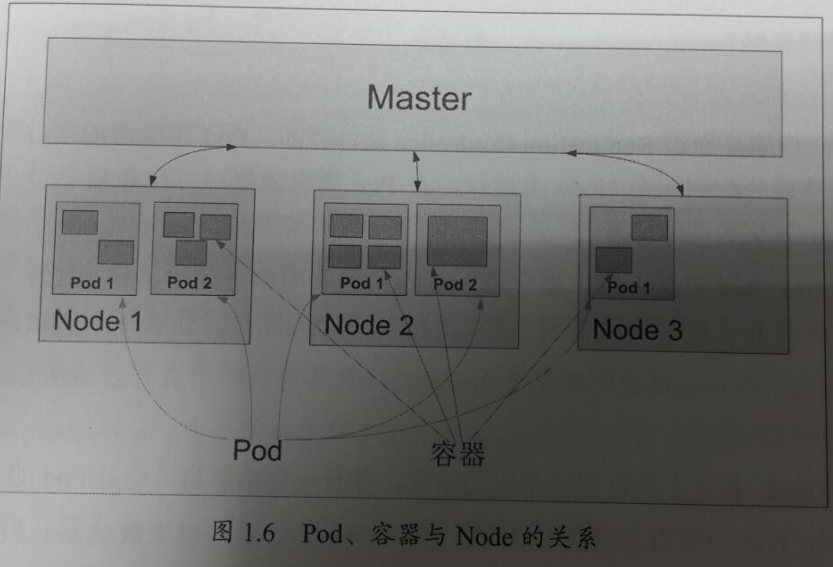 Master
Pod 1
Pod 2
Node 1
Pod 1
Pod 2
Node 2
Pod 1
Node 3
Pod
容器
图 1.6 Pod、容器与 Node 的关系